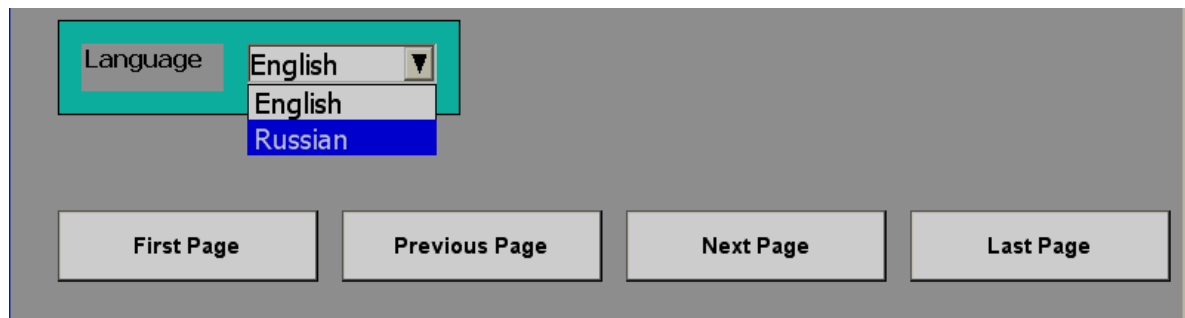 Language English
English
Russian
First Page Previous Page Next Page Last Page